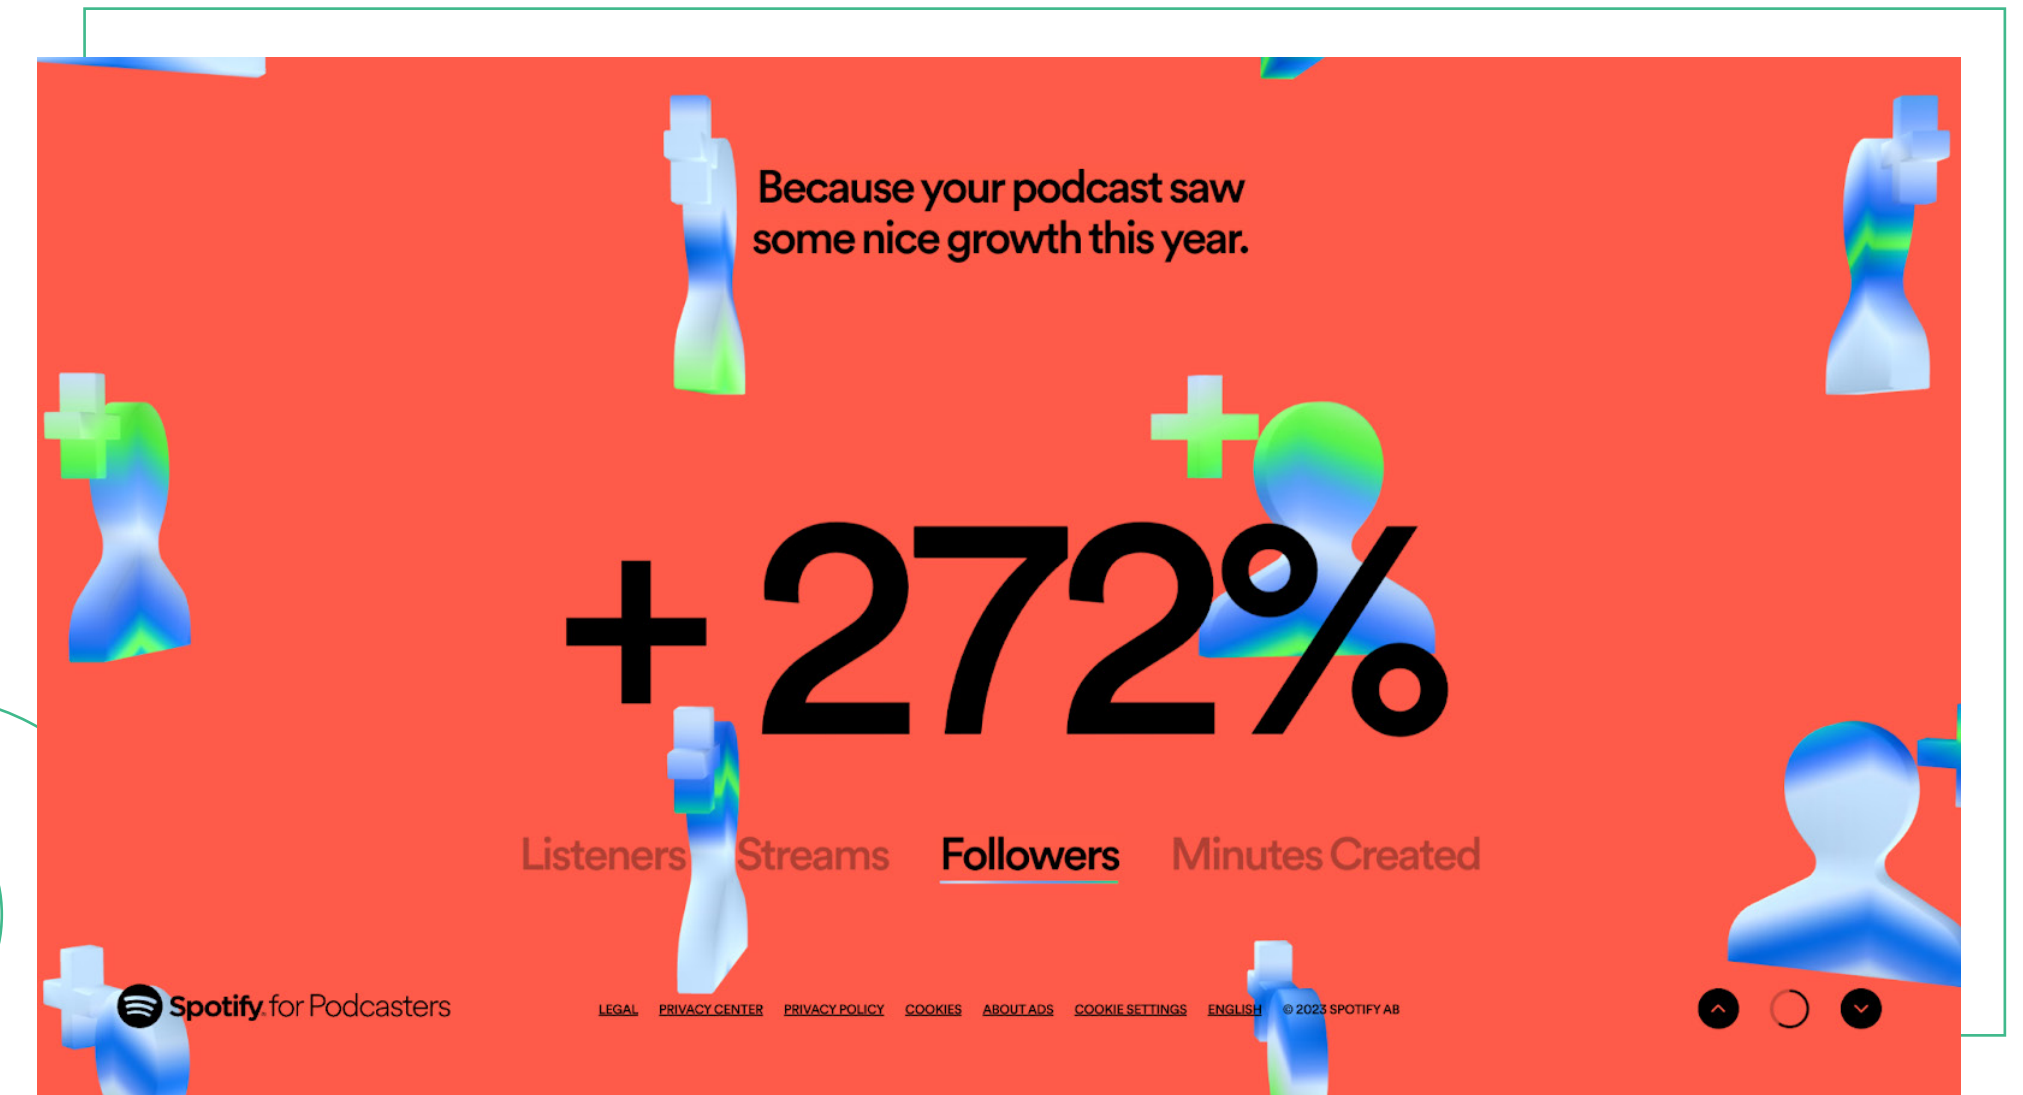 Because your podcast saw
some nice growth this year.
+272%
Listeners Streams Followers Minutes Created
Spotify for Podcasters
LEGAL PRIVACY CENTER PRIVACY POLICY COOKIES ABOUT ADS COOKIE SETTINGS ENGLISH © 2023 SPOTIFY AB